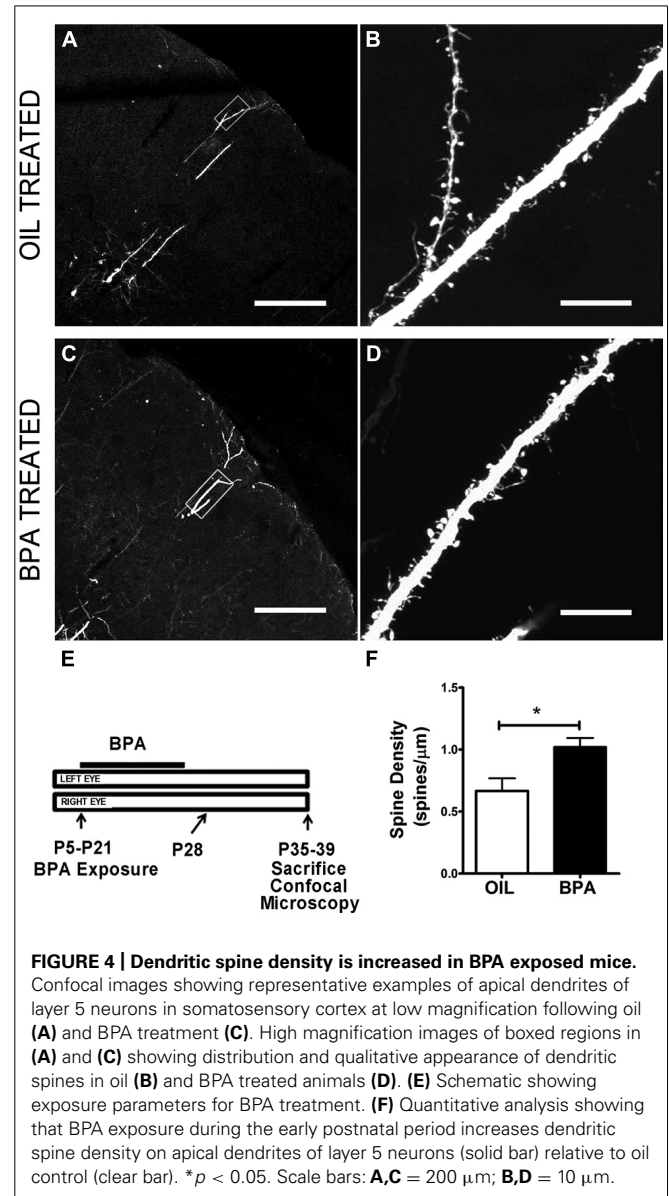 OIL TREATED
A
B
BPA TREATED
C
D
E
BPA
LEFT EYE
RIGHT EYE
P5-P21
BPA Exposure
P28
P35-39
Sacrifice
Confocal
Microscopy
F
Spine Density
(spines/μm)
1.5
1.0
0.5
0.0
*
OIL
BPA
FIGURE 4 | Dendritic spine density is increased in BPA exposed mice.
Confocal images showing representative examples of apical dendrites of
layer 5 neurons in somatosensory cortex at low magnification following oil
(A) and BPA treatment (C). High magnification images of boxed regions in
(A) and (C) showing distribution and qualitative appearance of dendritic
spines in oil (B) and BPA treated animals (D). (E) Schematic showing
exposure parameters for BPA treatment. (F) Quantitative analysis showing
that BPA exposure during the early postnatal period increases dendritic
spine density on apical dendrites of layer 5 neurons (solid bar) relative to oil
control (clear bar). *p < 0.05. Scale bars: A,C = 200 μm; B,D = 10 μm.